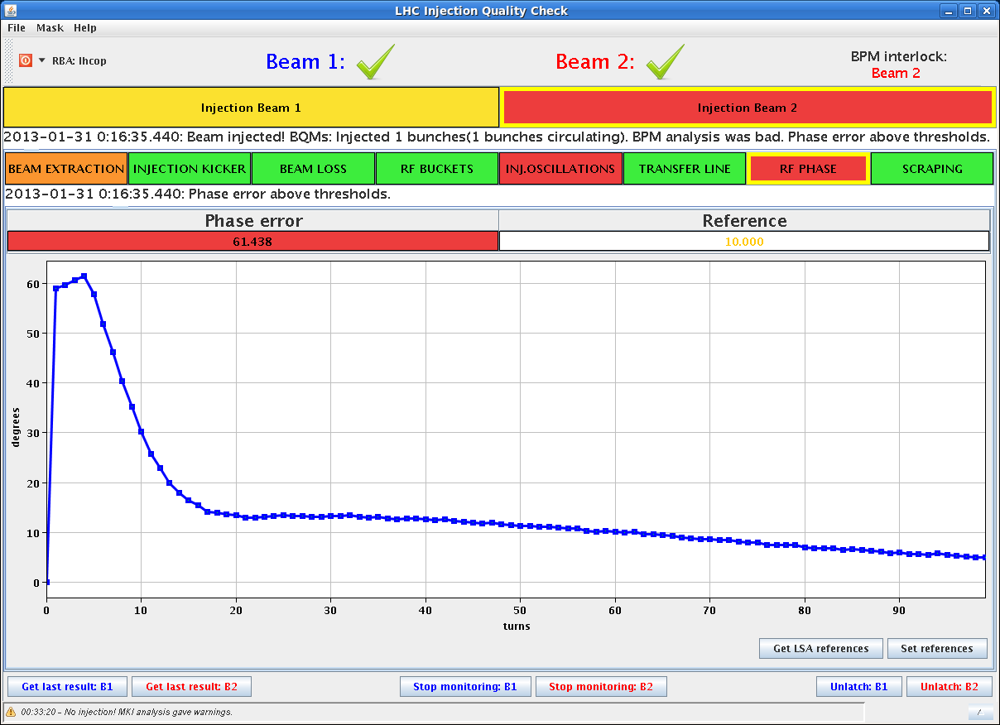 LHC Injection Quality Check
File Mask Help
RBA: lhcop
Beam 1:
Beam 2:
BPM interlock:
Beam 2
Injection Beam 1
Injection Beam 2
2013-01-31 0:16:35.440: Beam injected! BQMs: Injected 1 bunches(1 bunches circulating). BPM analysis was bad. Phase error above thresholds.
BEAM EXTRACTION INJECTION KICKER BEAM LOSS RF BUCKETS INJ.OSCILLATIONS TRANSFER LINE RF PHASE SCRAPING
2013-01-31 0:16:35.440: Phase error above thresholds.
Phase error Reference
61.438 10.000
60
50
40
30
20
10
0
degrees
0 10 20 30 40 50 60 70 80 90
turns
Get LSA references Set references
Get last result: B1 Get last result: B2 Stop monitoring: B1 Stop monitoring: B2 Unlatch: B1 Unlatch: B2
00:33:20 - No injection! MKI analysis gave warnings.
/